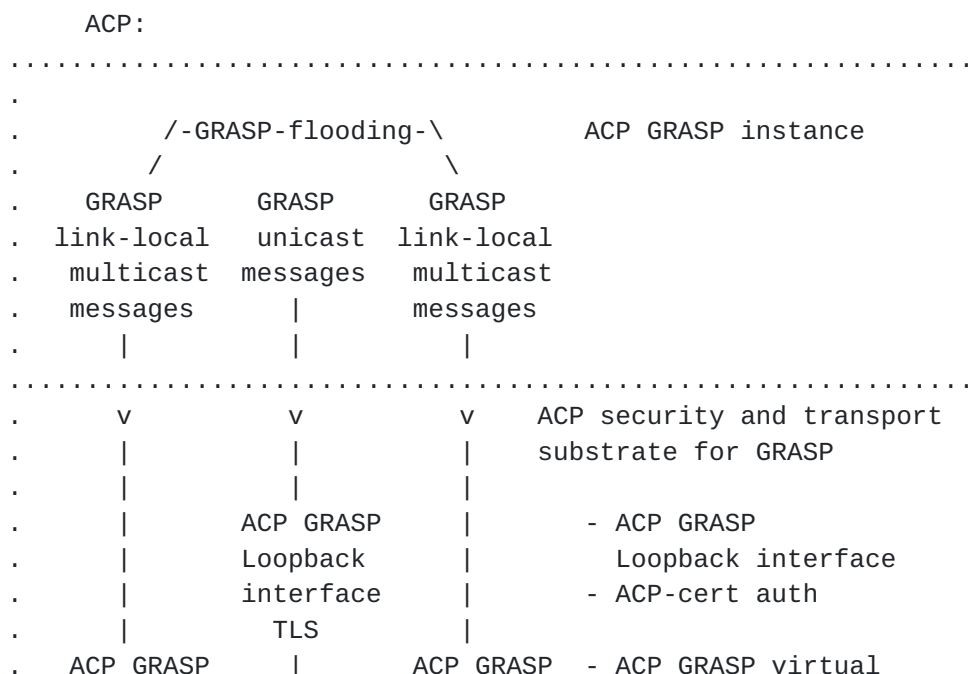 ACP:
...............................................................
.
.         /-GRASP-flooding-\         ACP GRASP instance
.        /                  \
.    GRASP      GRASP      GRASP
.  link-local   unicast  link-local
.   multicast  messages   multicast
.   messages      |       messages
.      |          |          |
...............................................................
.      v          v          v    ACP security and transport
.      |          |          |    substrate for GRASP
.      |          |          |
.      |       ACP GRASP     |       - ACP GRASP
.      |       Loopback      |         Loopback interface
.      |       interface     |       - ACP-cert auth
.      |         TLS         |
.   ACP GRASP     |       ACP GRASP  - ACP GRASP virtual